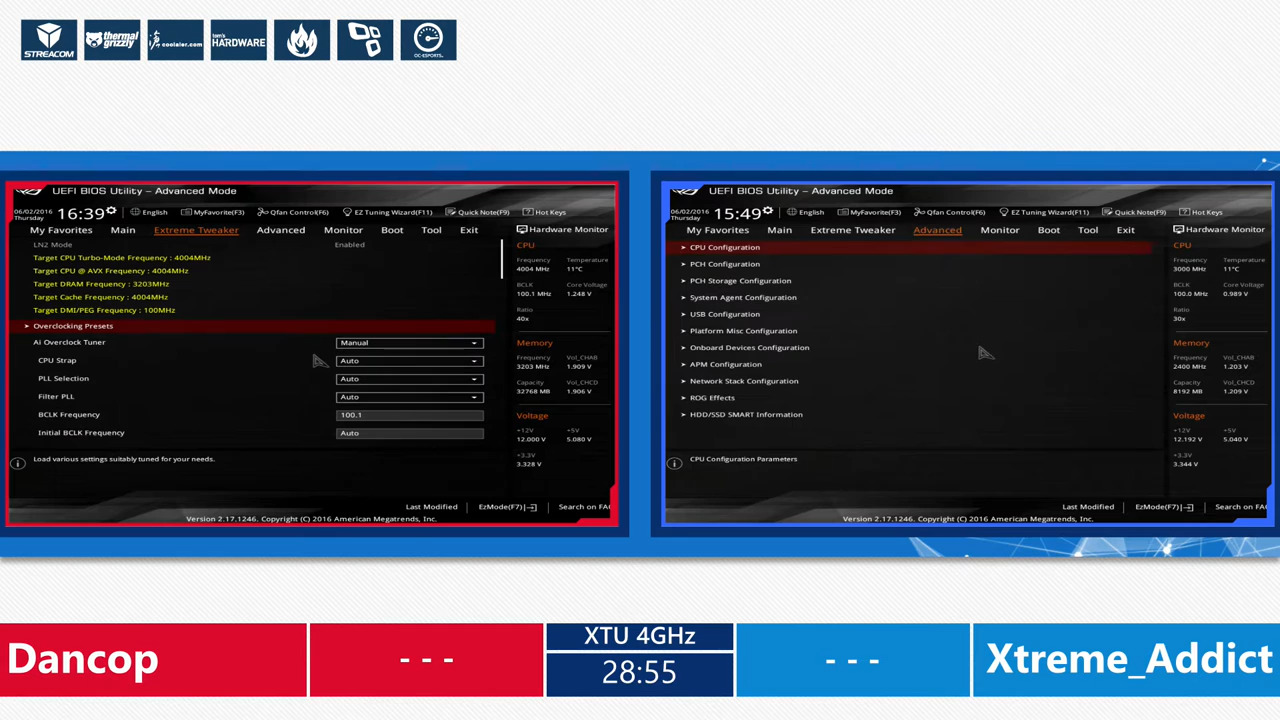 STREACOM
thermal grizzly
coolaler.com
tom's HARDWARE
OC-ESPORTS
UEFI BIOS Utility – Advanced Mode
06/02/2016
Thursday
16:39
English
MyFavorite(F3)
Qfan Control(F6)
EZ Tuning Wizard(F11)
Quick Note(F9)
Hot Keys
My Favorites
Main
Extreme Tweaker
Advanced
Monitor
Boot
Tool
Exit
Hardware Monitor
LN2 Mode
Enabled
Target CPU Turbo-Mode Frequency : 4004MHz
Target CPU @ AVX Frequency : 4004MHz
Target DRAM Frequency : 3203MHz
Target Cache Frequency : 4004MHz
Target DMI/PEG Frequency : 100MHz
Overclocking Presets
Ai Overclock Tuner
Manual
CPU Strap
Auto
PLL Selection
Auto
Filter PLL
Auto
BCLK Frequency
100.1
Initial BCLK Frequency
Auto
Load various settings suitably tuned for your needs.
CPU
Frequency
Temperature
4004 MHz
11°C
BCLK
Core Voltage
100.1 MHz
1.248 V
Ratio
40x
Memory
Frequency
Vol_CHAB
3203 MHz
1.909 V
Capacity
Vol_CHCD
32768 MB
1.906 V
Voltage
+12V
+5V
12.000 V
5.080 V
+3.3V
3.328 V
Last Modified
EzMode(F7)
Search on FA
Version 2.17.1246. Copyright (C) 2016 American Megatrends, Inc.
UEFI BIOS Utility – Advanced Mode
06/02/2016
Thursday
15:49
English
MyFavorite(F3)
Qfan Control(F6)
EZ Tuning Wizard(F11)
Quick Note(F9)
Hot Keys
My Favorites
Main
Extreme Tweaker
Advanced
Monitor
Boot
Tool
Exit
Hardware Monitor
CPU Configuration
PCH Configuration
PCH Storage Configuration
System Agent Configuration
USB Configuration
Platform Misc Configuration
Onboard Devices Configuration
APM Configuration
Network Stack Configuration
ROG Effects
HDD/SSD SMART Information
CPU Configuration Parameters
CPU
Frequency
Temperature
3000 MHz
11°C
BCLK
Core Voltage
100.0 MHz
0.989 V
Ratio
30x
Memory
Frequency
Vol_CHAB
2400 MHz
1.203 V
Capacity
Vol_CHCD
8192 MB
1.209 V
Voltage
+12V
+5V
12.192 V
5.040 V
+3.3V
3.344 V
Last Modified
EzMode(F7)
Search on FA
Version 2.17.1246. Copyright (C) 2016 American Megatrends, Inc.
Dancop
- - -
XTU 4GHz
28:55
- - -
Xtreme_Addict